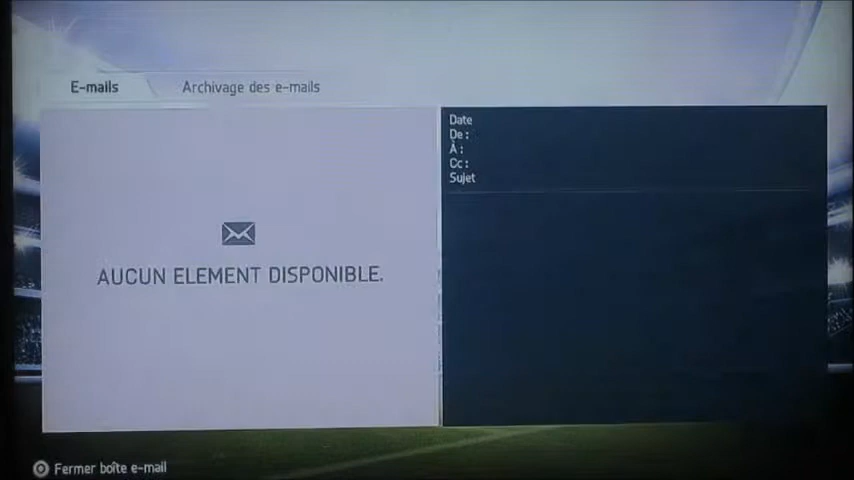 E-mails
Archivage des e-mails
AUCUN ELEMENT DISPONIBLE.
Date
De :
À :
Cc :
Sujet
Fermer boîte e-mail